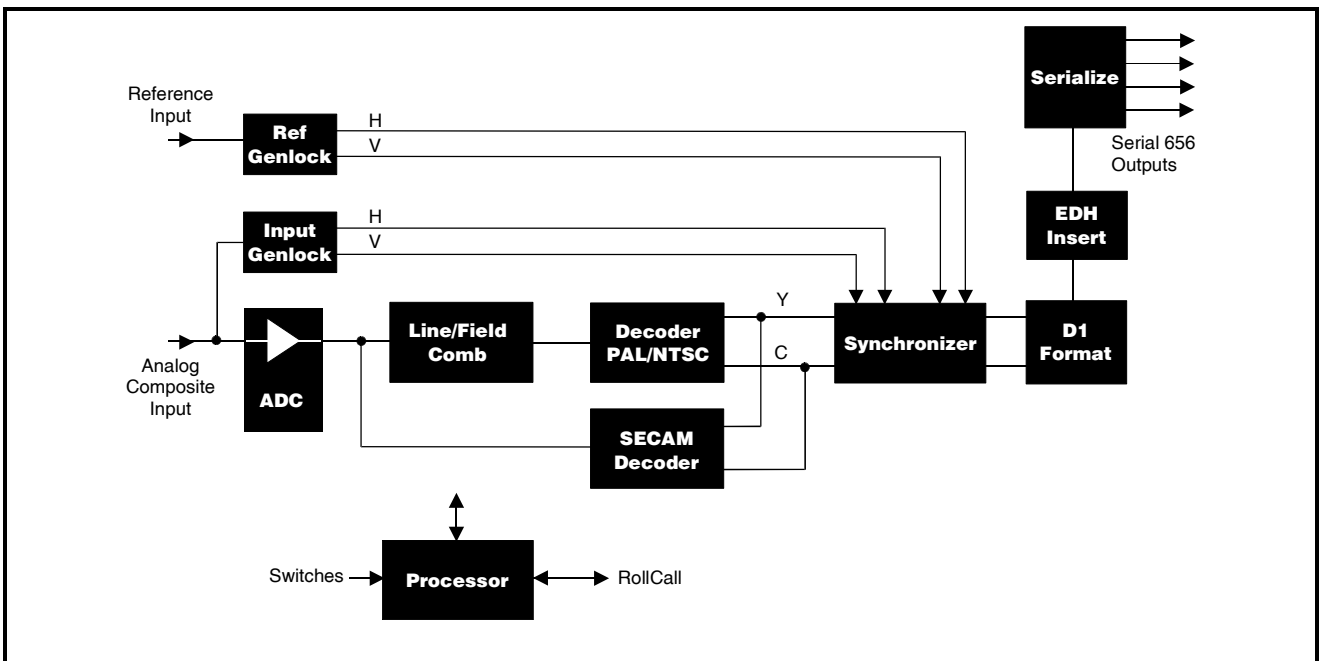 Serialize
Serial 656
Outputs
Reference
Input
Ref
Genlock
H
V
Input
Genlock
H
V
EDH
Insert
Analog
Composite
Input
ADC
Line/Field
Comb
Decoder
PAL/NTSC
Y
C
Synchronizer
D1
Format
SECAM
Decoder
Switches
Processor
RollCall